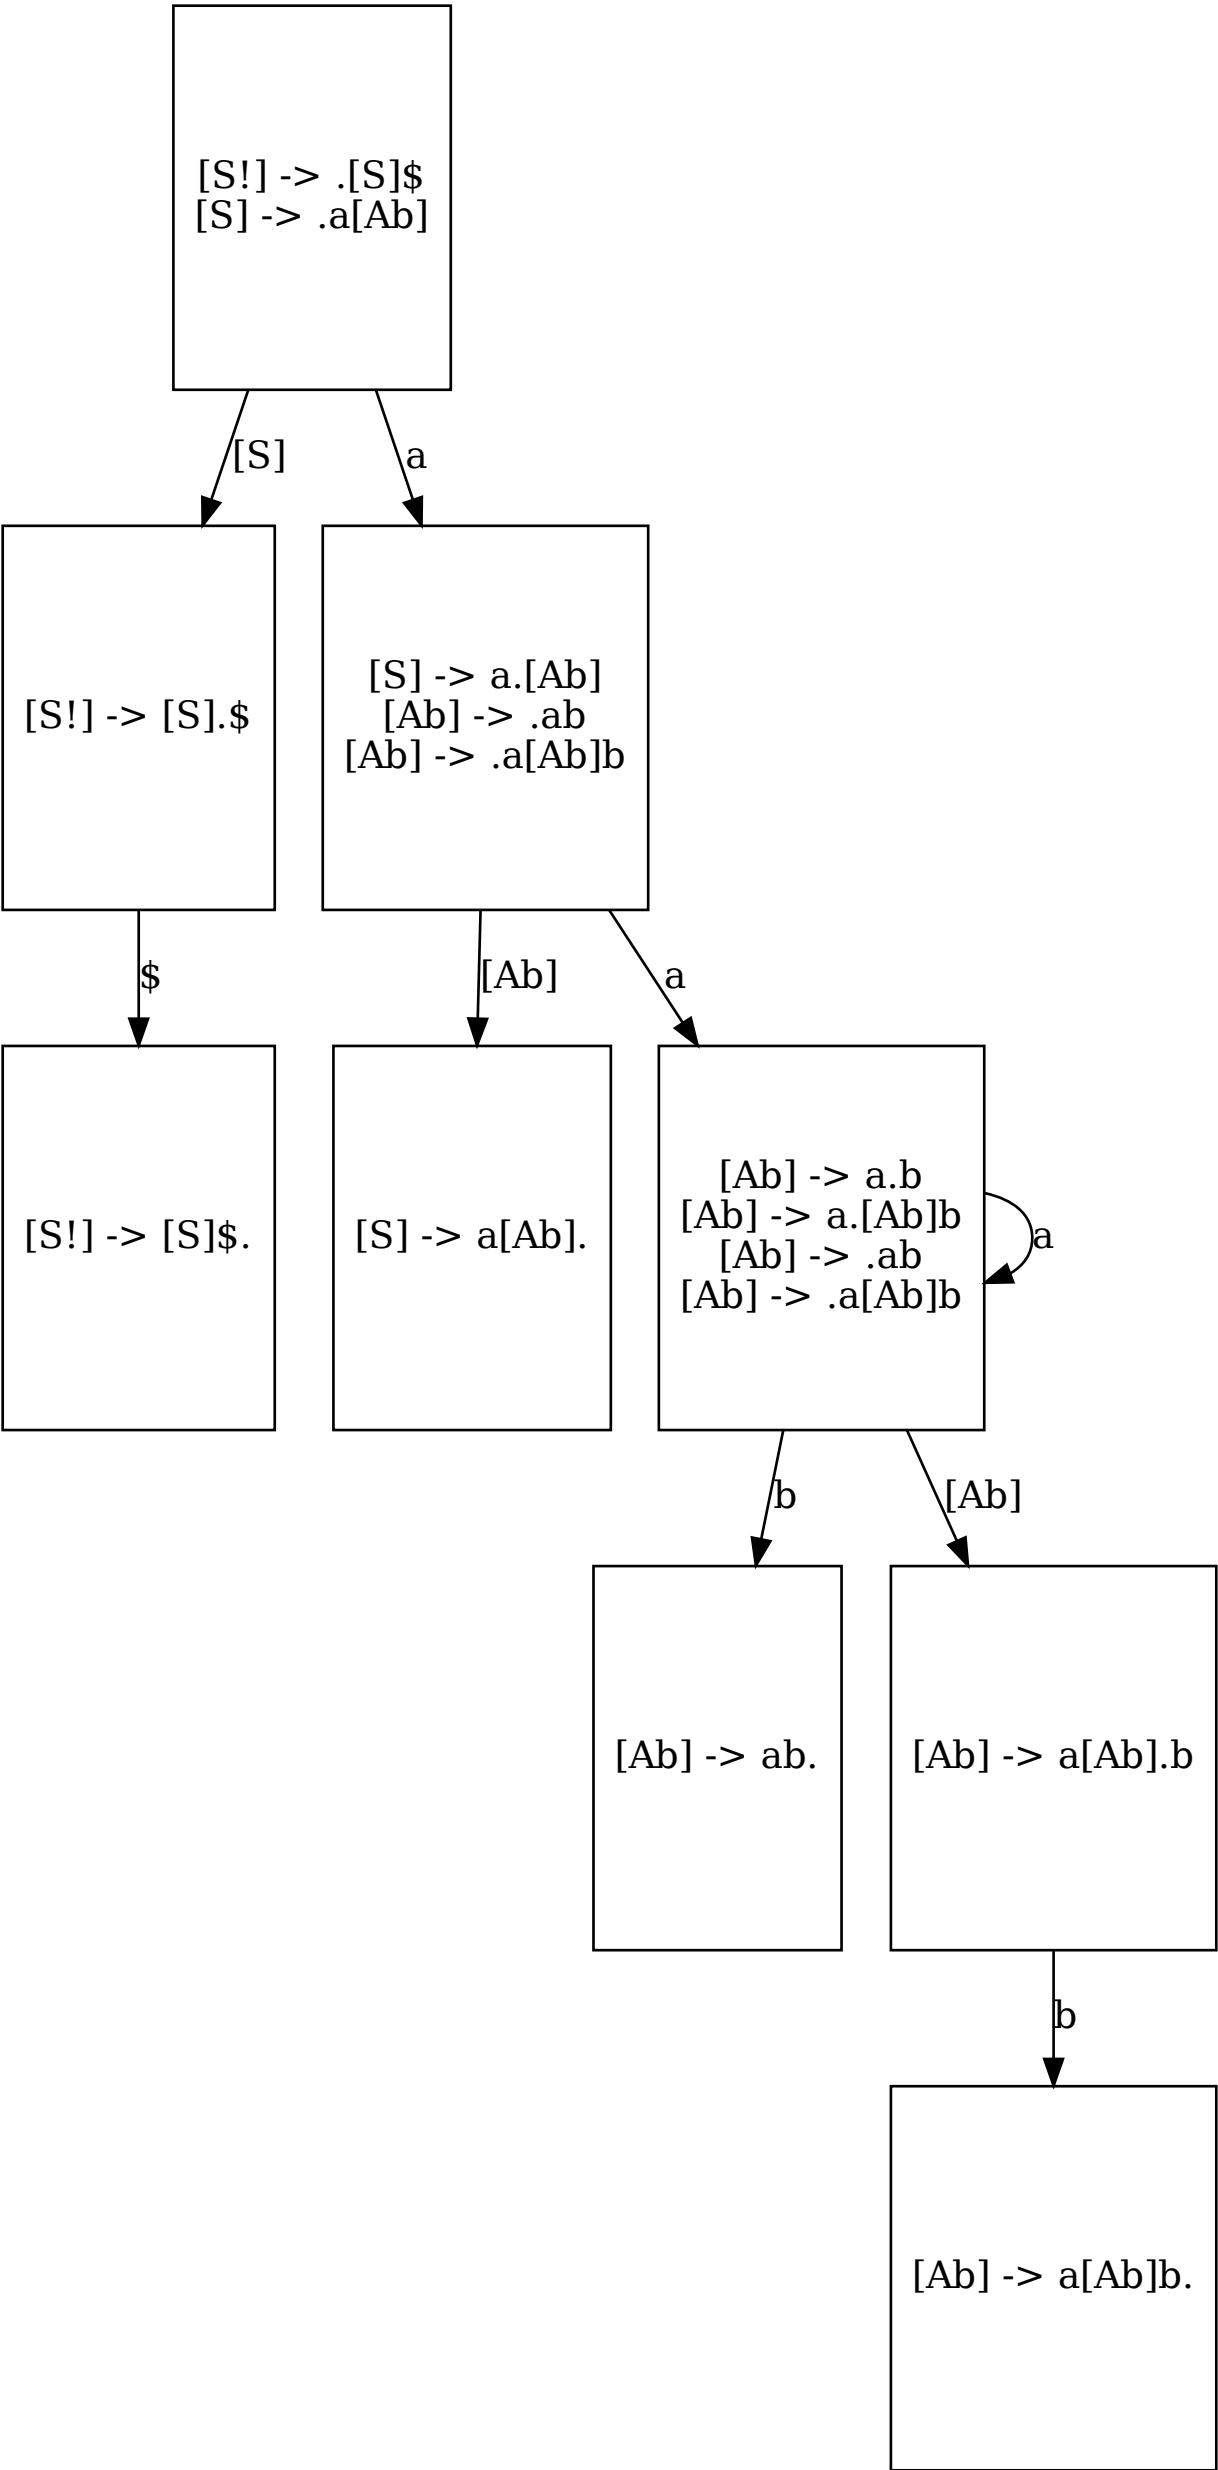 [S!] -> .[S]$
[S] -> .a[Ab]
[S]
a
[S!] -> [S].$
[S] -> a.[Ab]
[Ab] -> .ab
[Ab] -> .a[Ab]b
$
[Ab]
a
[S!] -> [S]$.
[S] -> a[Ab].
[Ab] -> a.b
[Ab] -> a.[Ab]b
[Ab] -> .ab
[Ab] -> .a[Ab]b
a
b
[Ab]
[Ab] -> ab.
[Ab] -> a[Ab].b
b
[Ab] -> a[Ab]b.